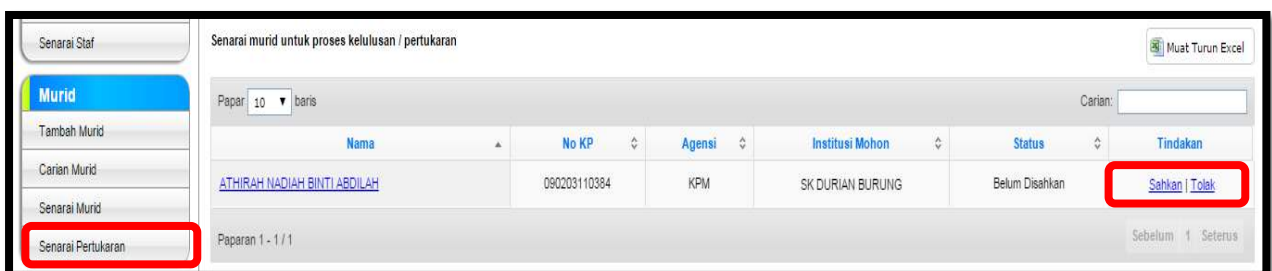 Senarai Staf
Murid
Tambah Murid
Carian Murid
Senarai Murid
Senarai Pertukaran
Senarai murid untuk proses kelulusan / pertukaran
Muat Turun Excel
Papar 10 baris
Carian:
Nama No KP Agensi Institusi Mohon Status Tindakan
ATHIRAH NADIAH BINTI ABDILAH 090203110384 KPM SK DURIAN BURUNG Belum Disahkan Sahkan | Tolak
Paparan 1 - 1 / 1
Sebelum 1 Seterus